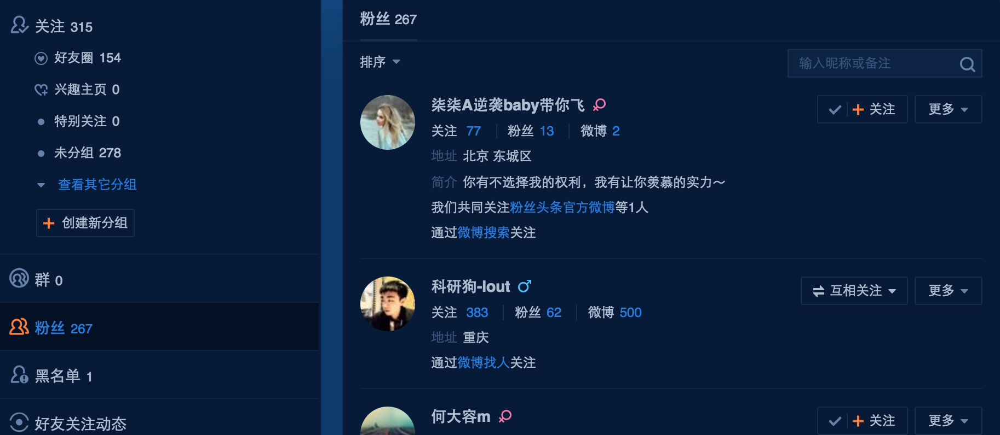 关注 315
好友圈 154
兴趣主页 0
特别关注 0
未分组 278
查看其它分组
创建新分组
群 0
粉丝 267
黑名单 1
好友关注动态
粉丝 267
排序
输入昵称或备注
柒柒A逆袭baby带你飞
关注
更多
关注 77 粉丝 13 微博 2
地址 北京 东城区
简介 你有不选择我的权利，我有让你羡慕的实力～
我们共同关注粉丝头条官方微博等1人
通过微博搜索关注
科研狗-lout
互相关注
更多
关注 383 粉丝 62 微博 500
地址 重庆
通过微博找人关注
何大容m
关注
更多